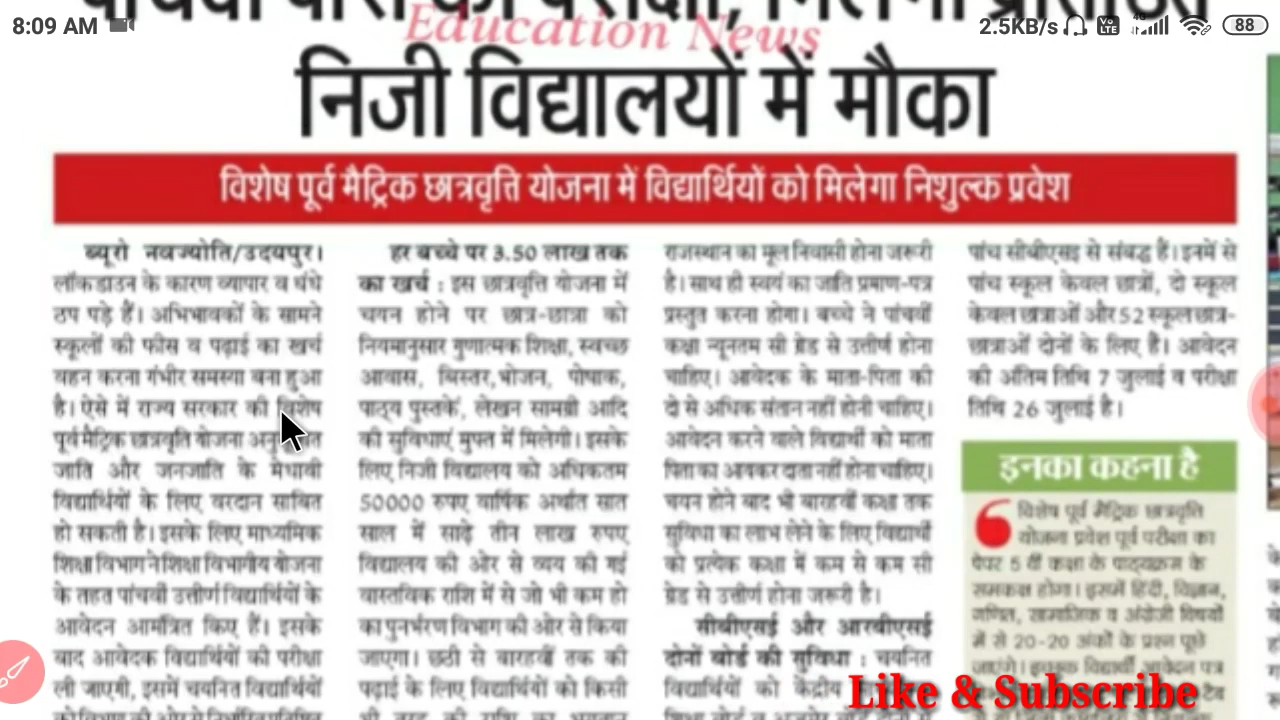 8:09 AM
2.5KB/s
4G
Vo LTE
88
Education News
निजी विद्यालयों में मौका
विशेष पूर्व मैट्रिक छात्रवृत्ति योजना में विद्यार्थियों को मिलेगा निशुल्क प्रवेश
ब्यूरो नवज्योति/उदयपुर।
लॉकडाउन के कारण व्यापार व धंधे
ठप पड़े हैं। अभिभावकों के सामने
स्कूलों की फीस व पढ़ाई का खर्च
वहन करना गंभीर समस्या बना हुआ
है। ऐसे में राज्य सरकार की विशेष
पूर्व मैट्रिक छात्रवृति योजना
जाति और जनजाति के मेधावी
विद्यार्थियों के लिए वरदान साबित
हो सकती है। इसके लिए माध्यमिक
शिक्षा विभाग ने शिक्षा विभागीय योजना
के तहत पांचवीं उत्तीर्ण विद्यार्थियों के
आवेदन आमंत्रित किए हैं। इसके
बाद आवेदक विद्यार्थियों की परीक्षा
ली जाएगी, इसमें चयनित विद्यार्थियों
हर बच्चे पर 3.50 लाख तक
का खर्च : इस छात्रवृत्ति योजना में
चयन होने पर छात्र-छात्रा को
नियमानुसार गुणात्मक शिक्षा, स्वच्छ
आवास, बिस्तर,भोजन, पोषाक,
पाठ्य पुस्तकें, लेखन सामग्री आदि
की सुविधाएं मुफ्त में मिलेगी। इसके
लिए निजी विद्यालय को अधिकतम
50000 रुपए वार्षिक अर्थात सात
साल में साढ़े तीन लाख रुपए
विद्यालय की ओर से व्यय की गई
वास्तविक राशि में से जो भी कम हो
का पुनर्भरण विभाग की ओर से किया
जाएगा। छठी से बारहवीं तक की
पढ़ाई के लिए विद्यार्थियों को किसी
राजस्थान का मूल निवासी होना जरूरी
है। साथ ही स्वयं का जाति प्रमाण-पत्र
प्रस्तुत करना होगा। बच्चे ने पांचवीं
कक्षा न्यूनतम सी ग्रेड से उत्तीर्ण होना
चाहिए। आवेदक के माता-पिता की
दो से अधिक संतान नहीं होनी चाहिए।
आवेदन करने वाले विद्यार्थी को माता
पिता का आयकर दाता नहीं होना चाहिए।
चयन होने बाद भी बारहवीं कक्षा तक
सुविधा का लाभ लेने के लिए विद्यार्थी
को प्रत्येक कक्षा में कम से कम सी
ग्रेड से उत्तीर्ण होना जरूरी है।
सीबीएसई और आरबीएसई
दोनों बोर्ड की सुविधा : चयनित
विद्यार्थियों को केंद्रीय
पांच सीबीएसइ से संबद्ध हैं। इनमें से
पांच स्कूल केवल छात्रों, दो स्कूल
केवल छात्राओं और 52 स्कूल छात्र-
छात्राओं दोनों के लिए है। आवेदन
की अंतिम तिथि 7 जुलाई व परीक्षा
तिथि 26 जुलाई है।
इनका कहना है
विशेष पूर्व मैट्रिक छात्रवृति
योजना प्रवेश पूर्व परीक्षा का
पेपर 5 वीं कक्षा के पाठ्यक्रम के
समकक्ष होगा। इसमें हिंदी, विज्ञान,
गणित, सामाजिक व अंग्रेजी विषयों
में से 20-20 अंकों के प्रश्न पूछे
जाएंगे। इच्छुक विद्यार्थी आवेदन पत्र
Like & Subscribe